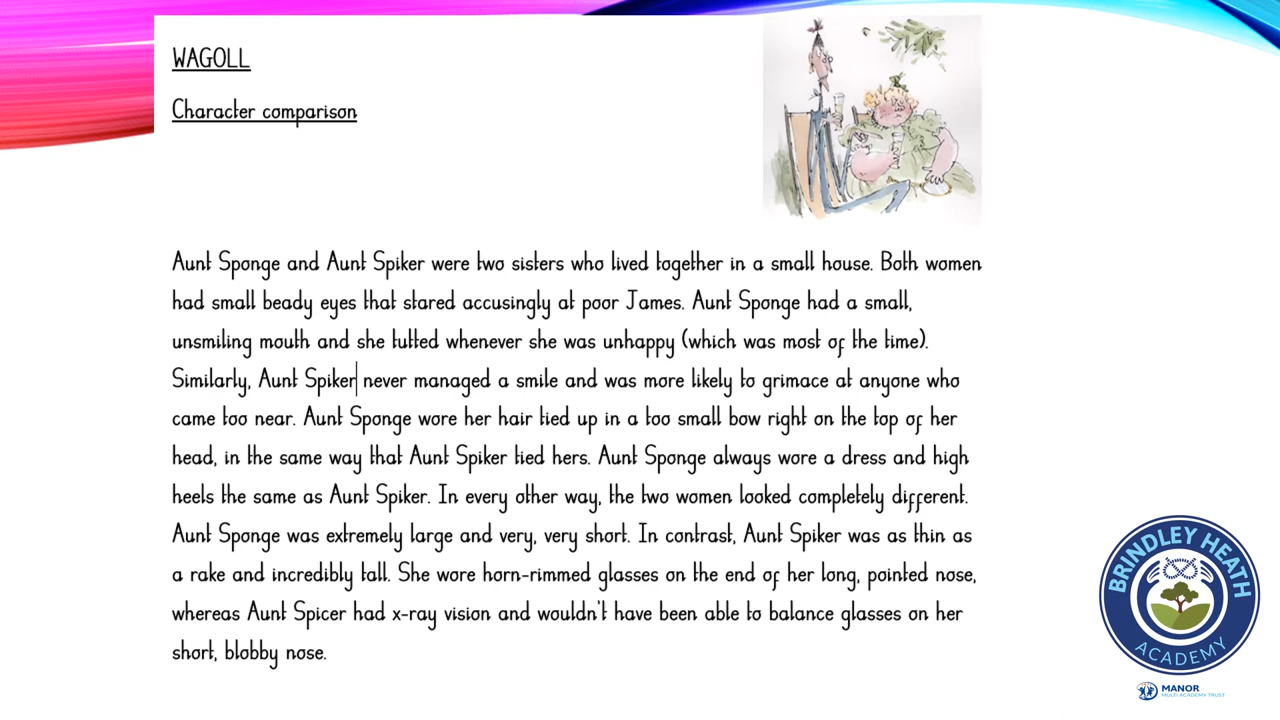 WAGOLL
Character comparison
Aunt Sponge and Aunt Spiker were two sisters who lived together in a small house. Both women
had small beady eyes that stared accusingly at poor James. Aunt Sponge had a small,
unsmiling mouth and she tutted whenever she was unhappy (which was most of the time).
Similarly, Aunt Spiker never managed a smile and was more likely to grimace at anyone who
came too near. Aunt Sponge wore her hair tied up in a too small bow right on the top of her
head, in the same way that Aunt Spiker tied hers. Aunt Sponge always wore a dress and high
heels the same as Aunt Spiker. In every other way, the two women looked completely different.
Aunt Sponge was extremely large and very, very short. In contrast, Aunt Spiker was as thin as
a rake and incredibly tall. She wore horn-rimmed glasses on the end of her long, pointed nose,
whereas Aunt Spicer had x-ray vision and wouldn't have been able to balance glasses on her
short, blobby nose.
BRINDLEY HEATH
ACADEMY
MANOR
MULTI ACADEMY TRUST